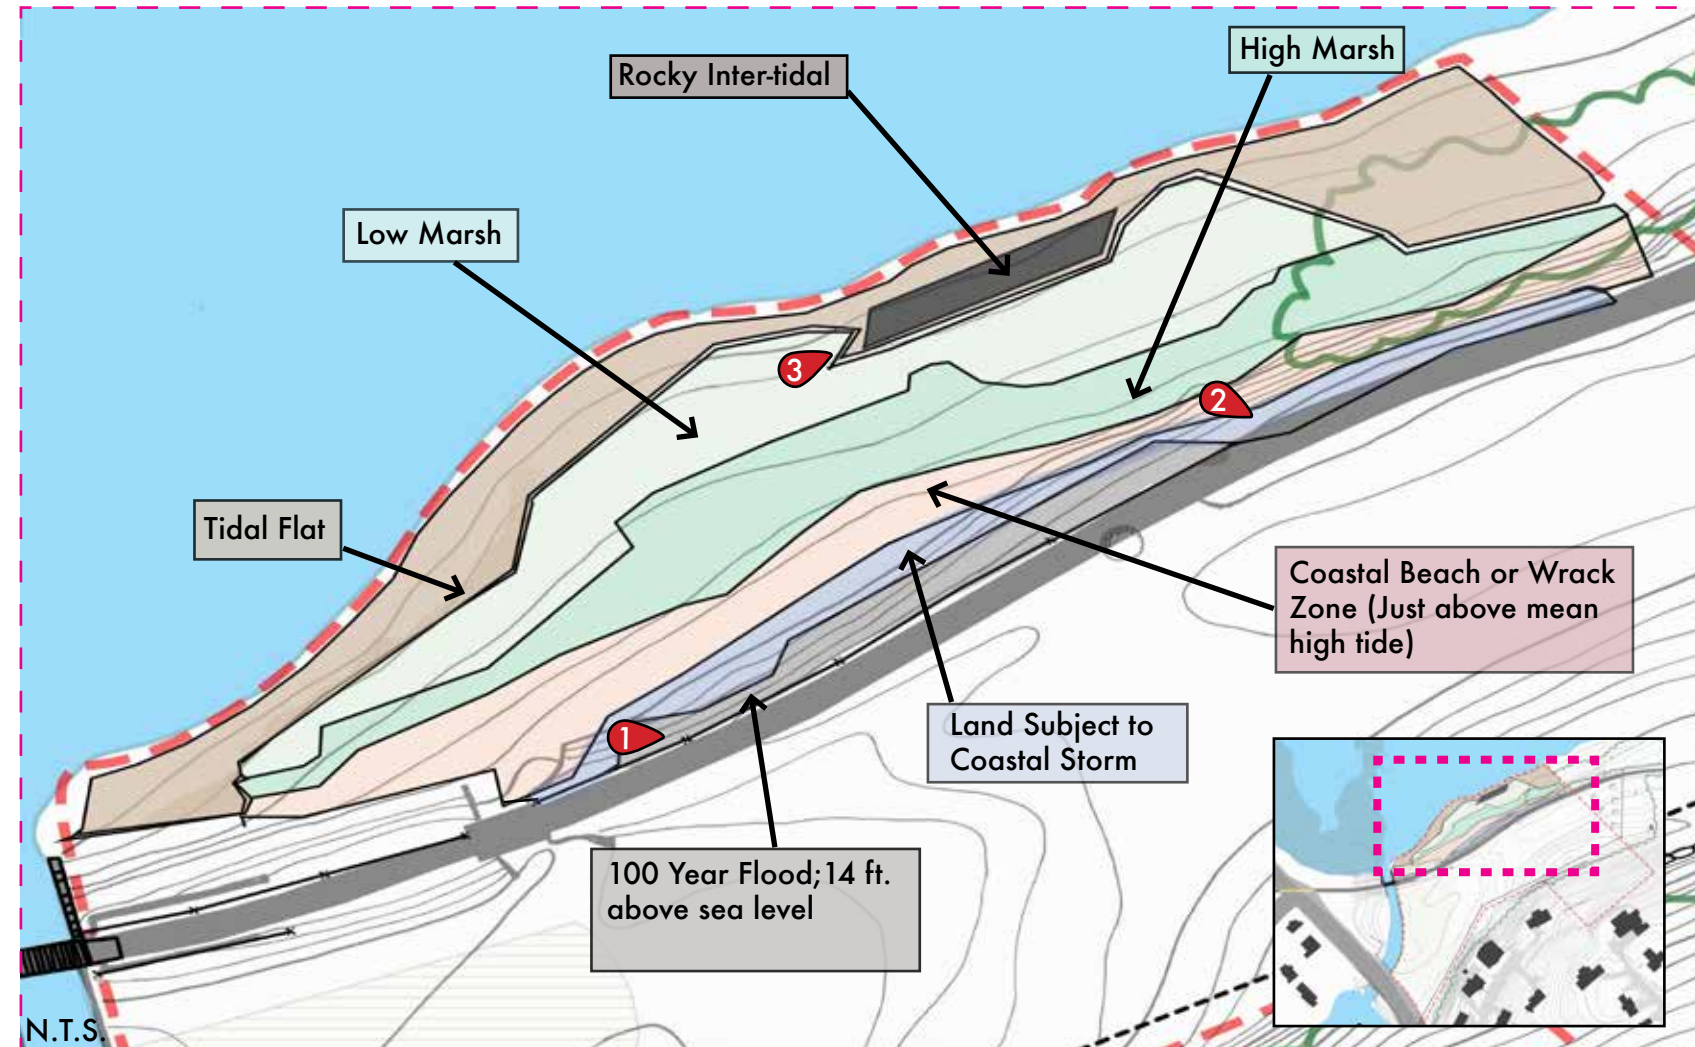 High Marsh
Rocky Inter-tidal
Low Marsh
3
2
Tidal Flat
Coastal Beach or Wrack
Zone (Just above mean
high tide)
1
Land Subject to
Coastal Storm
100 Year Flood;14 ft.
above sea level
N.T.S.